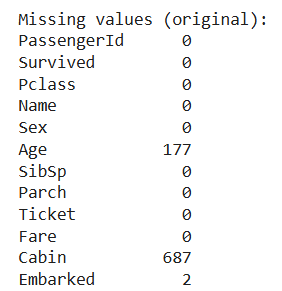 Missing values (original):
PassengerId 0
Survived 0
Pclass 0
Name 0
Sex 0
Age 177
SibSp 0
Parch 0
Ticket 0
Fare 0
Cabin 687
Embarked 2